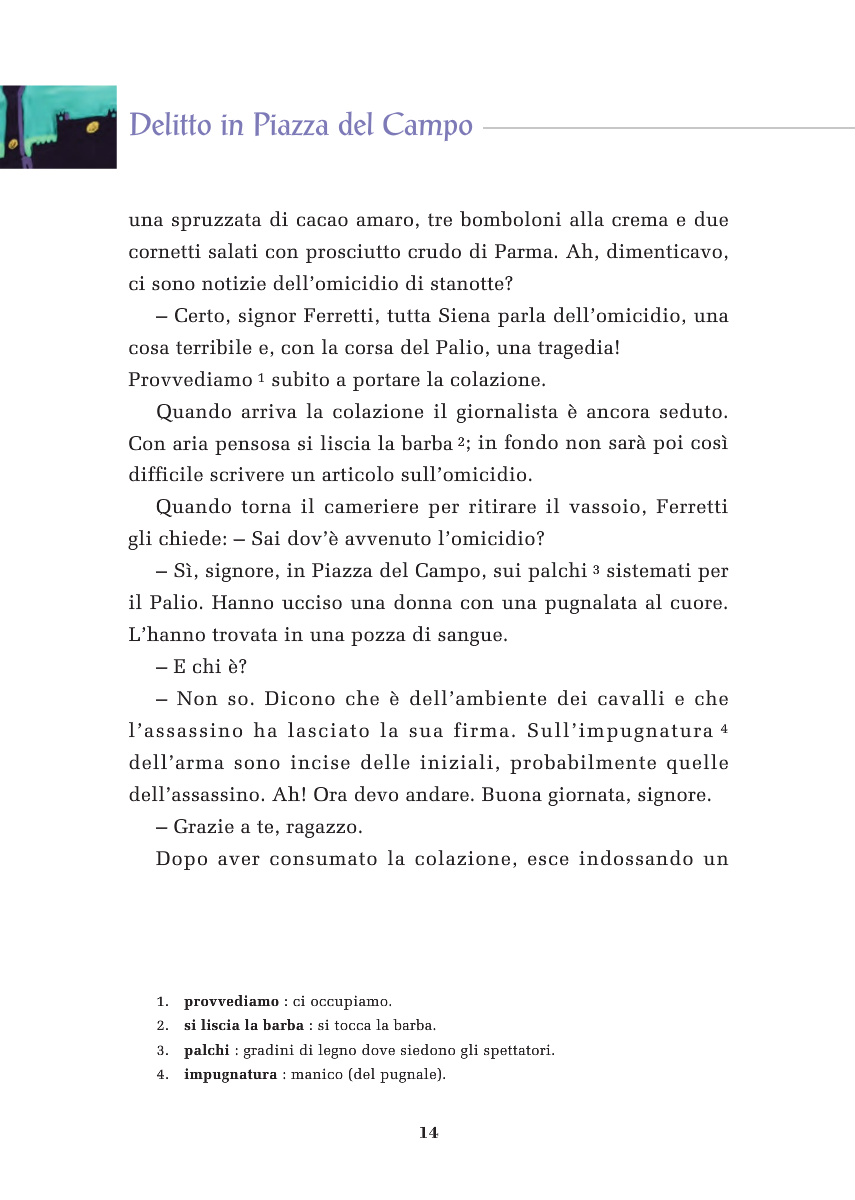 Delitto in Piazza del Campo
una spruzzata di cacao amaro, tre bomboloni alla crema e due
cornetti salati con prosciutto crudo di Parma. Ah, dimenticavo,
ci sono notizie dell’omicidio di stanotte?
– Certo, signor Ferretti, tutta Siena parla dell’omicidio, una
cosa terribile e, con la corsa del Palio, una tragedia!
Provvediamo 1 subito a portare la colazione.
Quando arriva la colazione il giornalista è ancora seduto.
Con aria pensosa si liscia la barba 2; in fondo non sarà poi così
difficile scrivere un articolo sull’omicidio.
Quando torna il cameriere per ritirare il vassoio, Ferretti
gli chiede: – Sai dov’è avvenuto l’omicidio?
– Sì, signore, in Piazza del Campo, sui palchi 3 sistemati per
il Palio. Hanno ucciso una donna con una pugnalata al cuore.
L’hanno trovata in una pozza di sangue.
– E chi è?
– Non so. Dicono che è dell’ambiente dei cavalli e che
l’assassino ha lasciato la sua firma. Sull’impugnatura 4
dell’arma sono incise delle iniziali, probabilmente quelle
dell’assassino. Ah! Ora devo andare. Buona giornata, signore.
– Grazie a te, ragazzo.
Dopo aver consumato la colazione, esce indossando un
1. provvediamo : ci occupiamo.
2. si liscia la barba : si tocca la barba.
3. palchi : gradini di legno dove siedono gli spettatori.
4. impugnatura : manico (del pugnale).
14